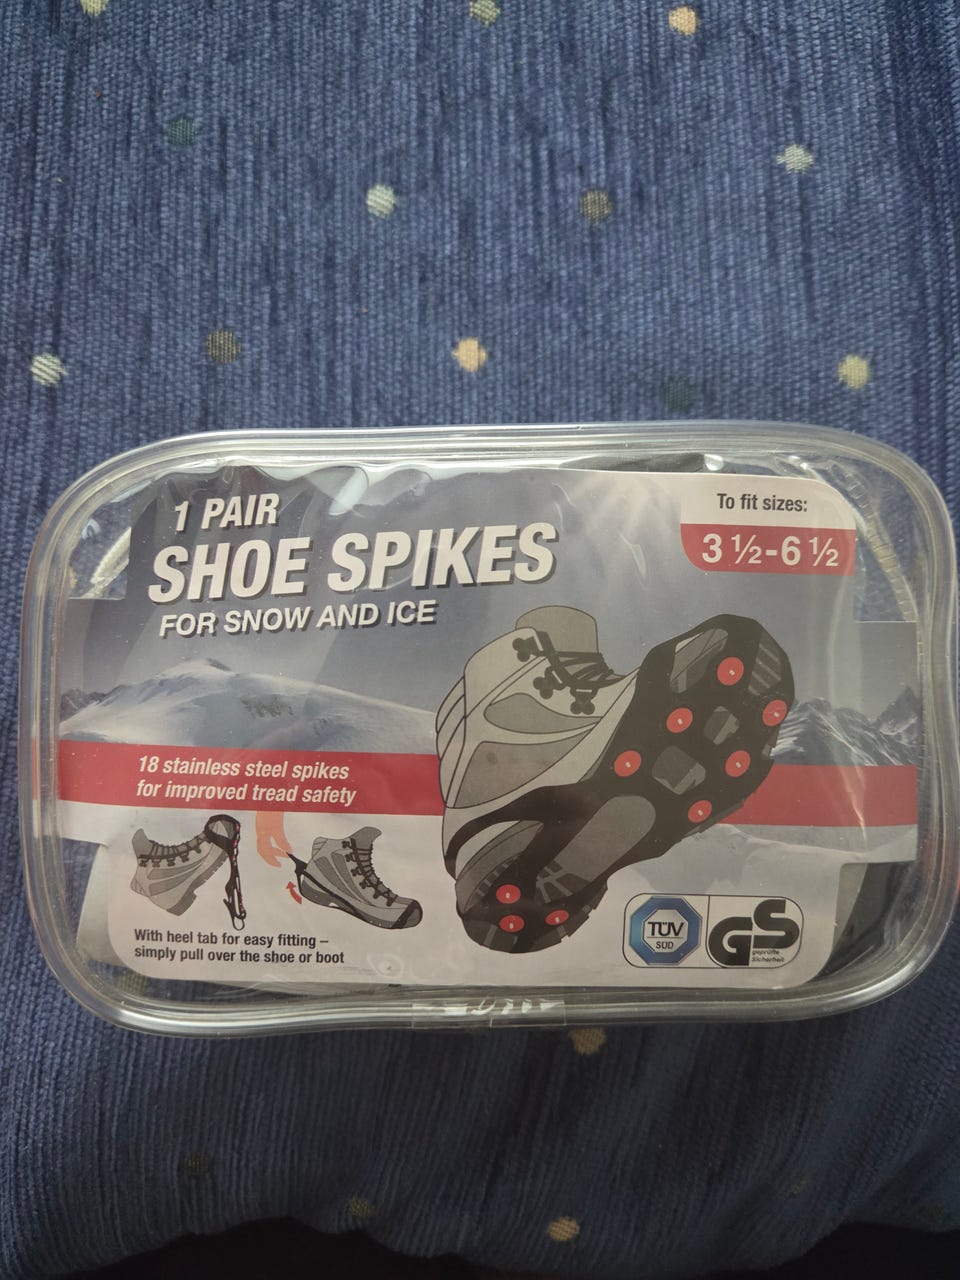 1 PAIR
SHOE SPIKES
FOR SNOW AND ICE
To fit sizes:
3 ½-6 ½
18 stainless steel spikes
for improved tread safety
With heel tab for easy fitting –
simply pull over the shoe or boot
TÜV
SÜD
GS
geprüfte
Sicherheit